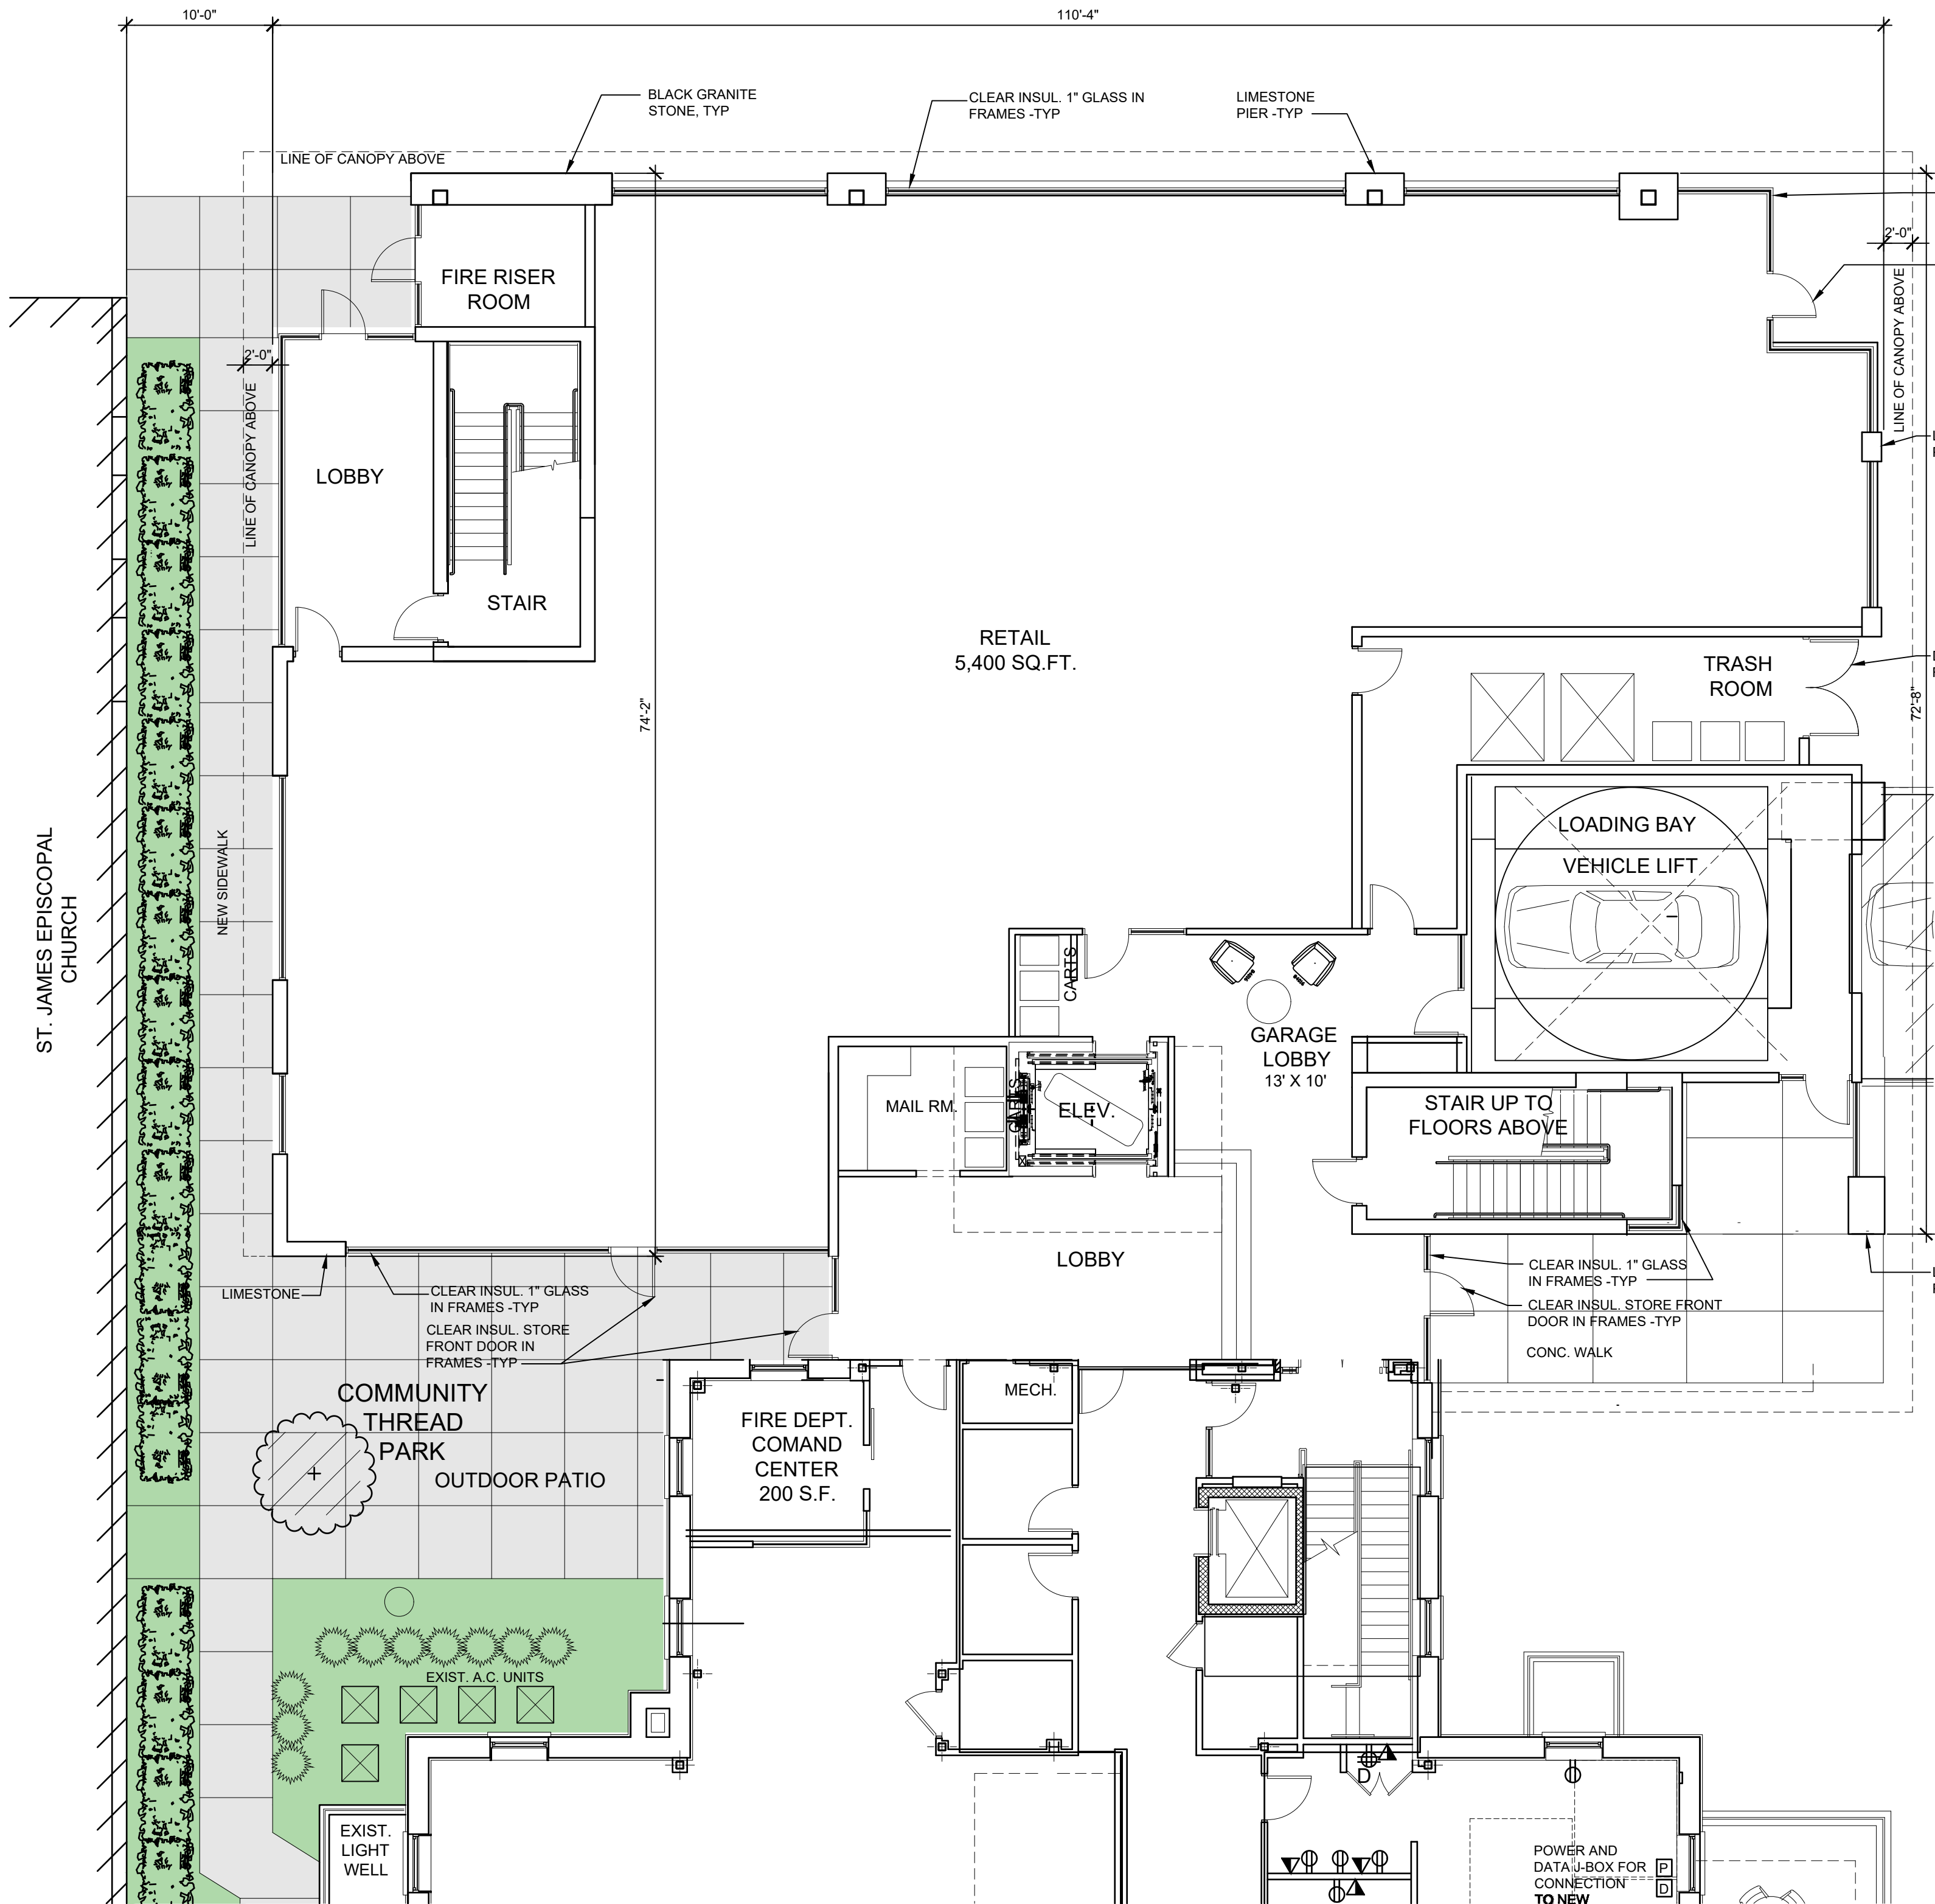 10'-0"
110'-4"
BLACK GRANITE
STONE, TYP
CLEAR INSUL. 1" GLASS IN
FRAMES -TYP
LIMESTONE
PIER -TYP
LINE OF CANOPY ABOVE
2'-0"
FIRE RISER
ROOM
2'-0"
LINE OF CANOPY ABOVE
LINE OF CANOPY ABOVE
LOBBY
STAIR
RETAIL
5,400 SQ.FT.
74'-2"
TRASH
ROOM
72'-8"
LOADING BAY
VEHICLE LIFT
NEW SIDEWALK
ST. JAMES EPISCOPAL
CHURCH
CARTS
GARAGE
LOBBY
13' X 10'
MAIL RM.
CARTS
ELEV.
STAIR UP TO
FLOORS ABOVE
LOBBY
LIMESTONE
CLEAR INSUL. 1" GLASS
IN FRAMES -TYP
CLEAR INSUL. STORE
FRONT DOOR IN
FRAMES -TYP
CLEAR INSUL. 1" GLASS
IN FRAMES -TYP
CLEAR INSUL. STORE FRONT
DOOR IN FRAMES -TYP
CONC. WALK
COMMUNITY
THREAD
PARK
OUTDOOR PATIO
FIRE DEPT.
COMAND
CENTER
200 S.F.
MECH.
EXIST. A.C. UNITS
D
EXIST.
LIGHT
WELL
POWER AND
DATA J-BOX FOR
CONNECTION
TO NEW
P
D